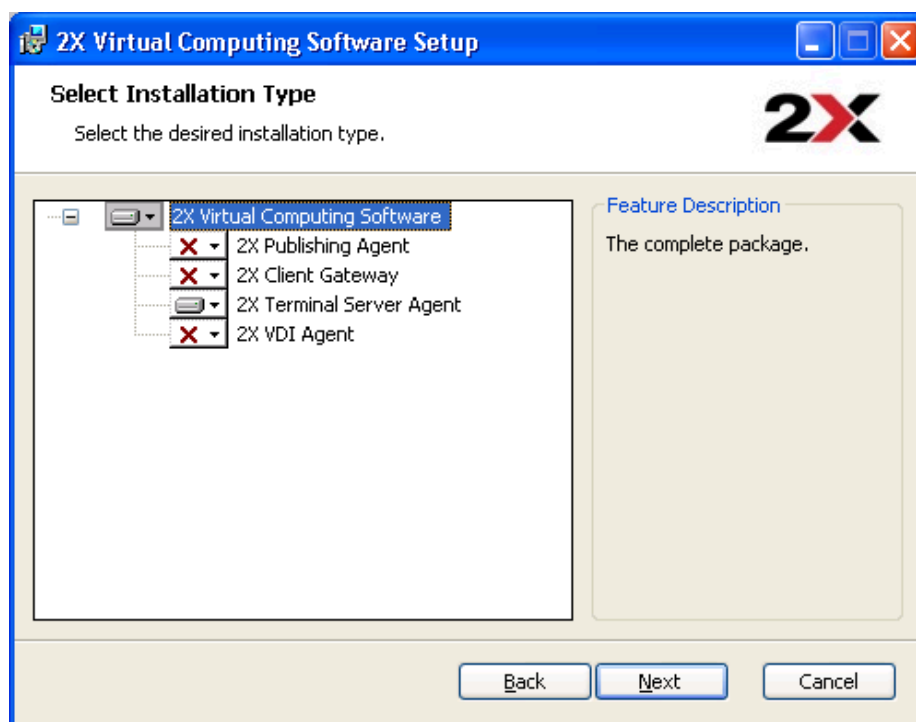 2X Virtual Computing Software Setup
Select Installation Type
Select the desired installation type.
2X
2X Virtual Computing Software
2X Publishing Agent
2X Client Gateway
2X Terminal Server Agent
2X VDI Agent
Feature Description
The complete package.
Back
Next
Cancel